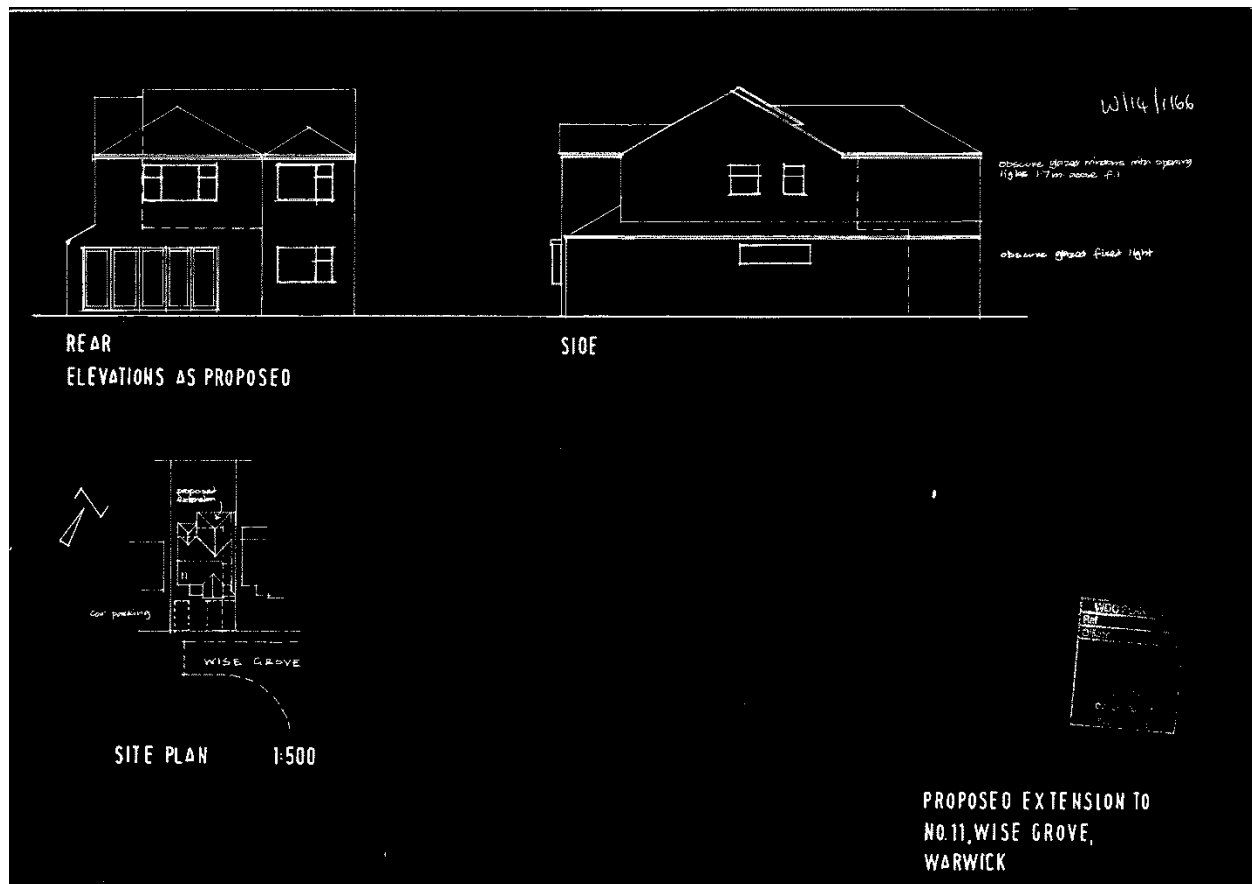 W/14/1166
obscure glazed windows with opening
lights 1·7m above f.l
obscure glazed fixed light
REAR
SIDE
ELEVATIONS AS PROPOSED
proposed
extension
11
car parking
WISE GROVE
SITE PLAN 1:500
Ref
Officer
PROPOSED EXTENSION TO
NO.11, WISE GROVE,
WARWICK